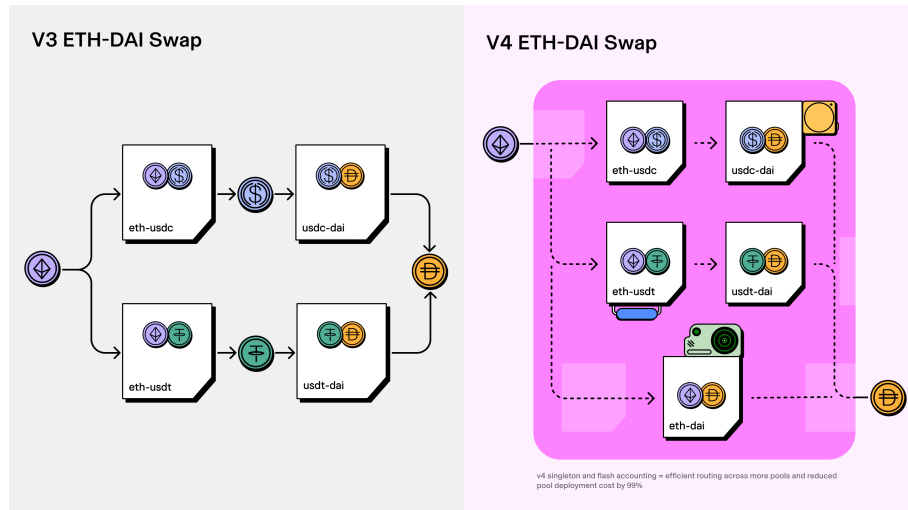 V3 ETH-DAI Swap
eth-usdc
usdc-dai
eth-usdt
usdt-dai
V4 ETH-DAI Swap
eth-usdc
usdc-dai
eth-usdt
usdt-dai
eth-dai
v4 singleton and flash accounting = efficient routing across more pools and reduced
pool deployment cost by 99%